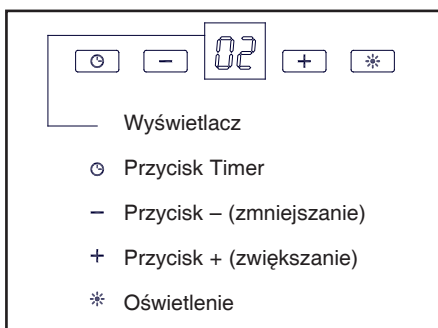 − 02 +
Wyświetlacz
Przycisk Timer
− Przycisk – (zmniejszanie)
+ Przycisk + (zwiększanie)
Oświetlenie